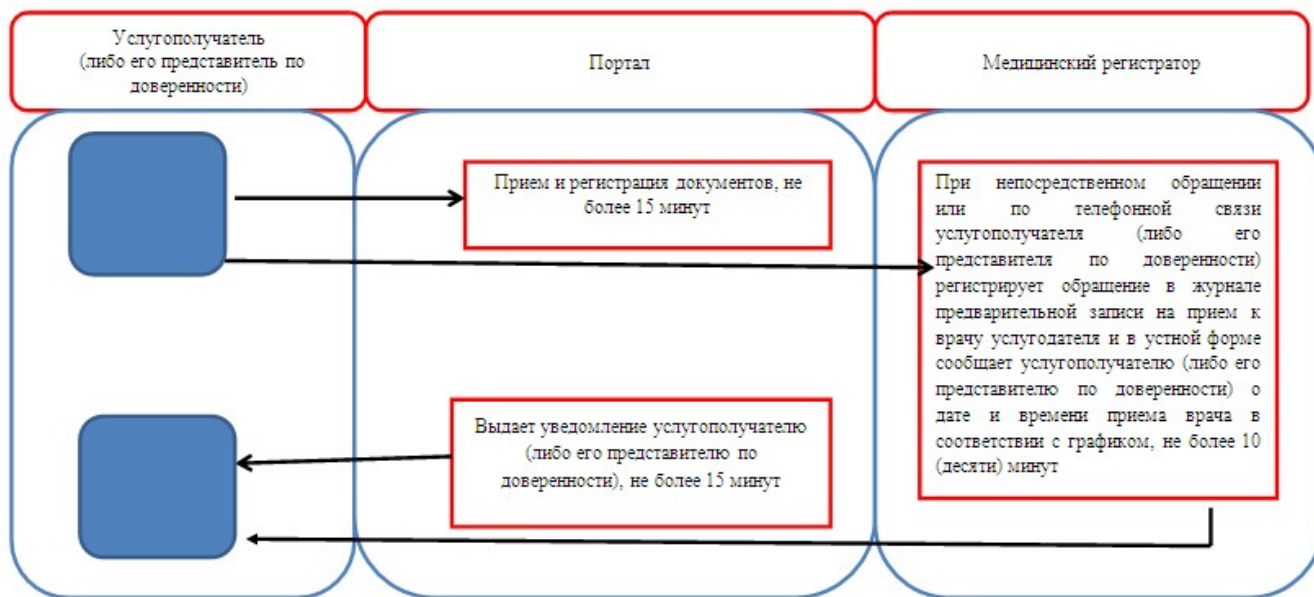 Услугополучатель
(либо его представитель по
доверенности)
Портал
Медицинский регистратор
Прием и регистрация документов, не
более 15 минут
При непосредственном обращении
или по телефонной связи
услугополучателя (либо его
представителя по доверенности)
регистрирует обращение в журнале
предварительной записи на прием к
врачу услугодателя и в устной форме
сообщает услугополучателю (либо его
представителю по доверенности) о
дате и времени приема врача в
соответствии с графиком, не более 10
(десяти) минут
Выдает уведомление услугополучателю
(либо его представителю по
доверенности), не более 15 минут